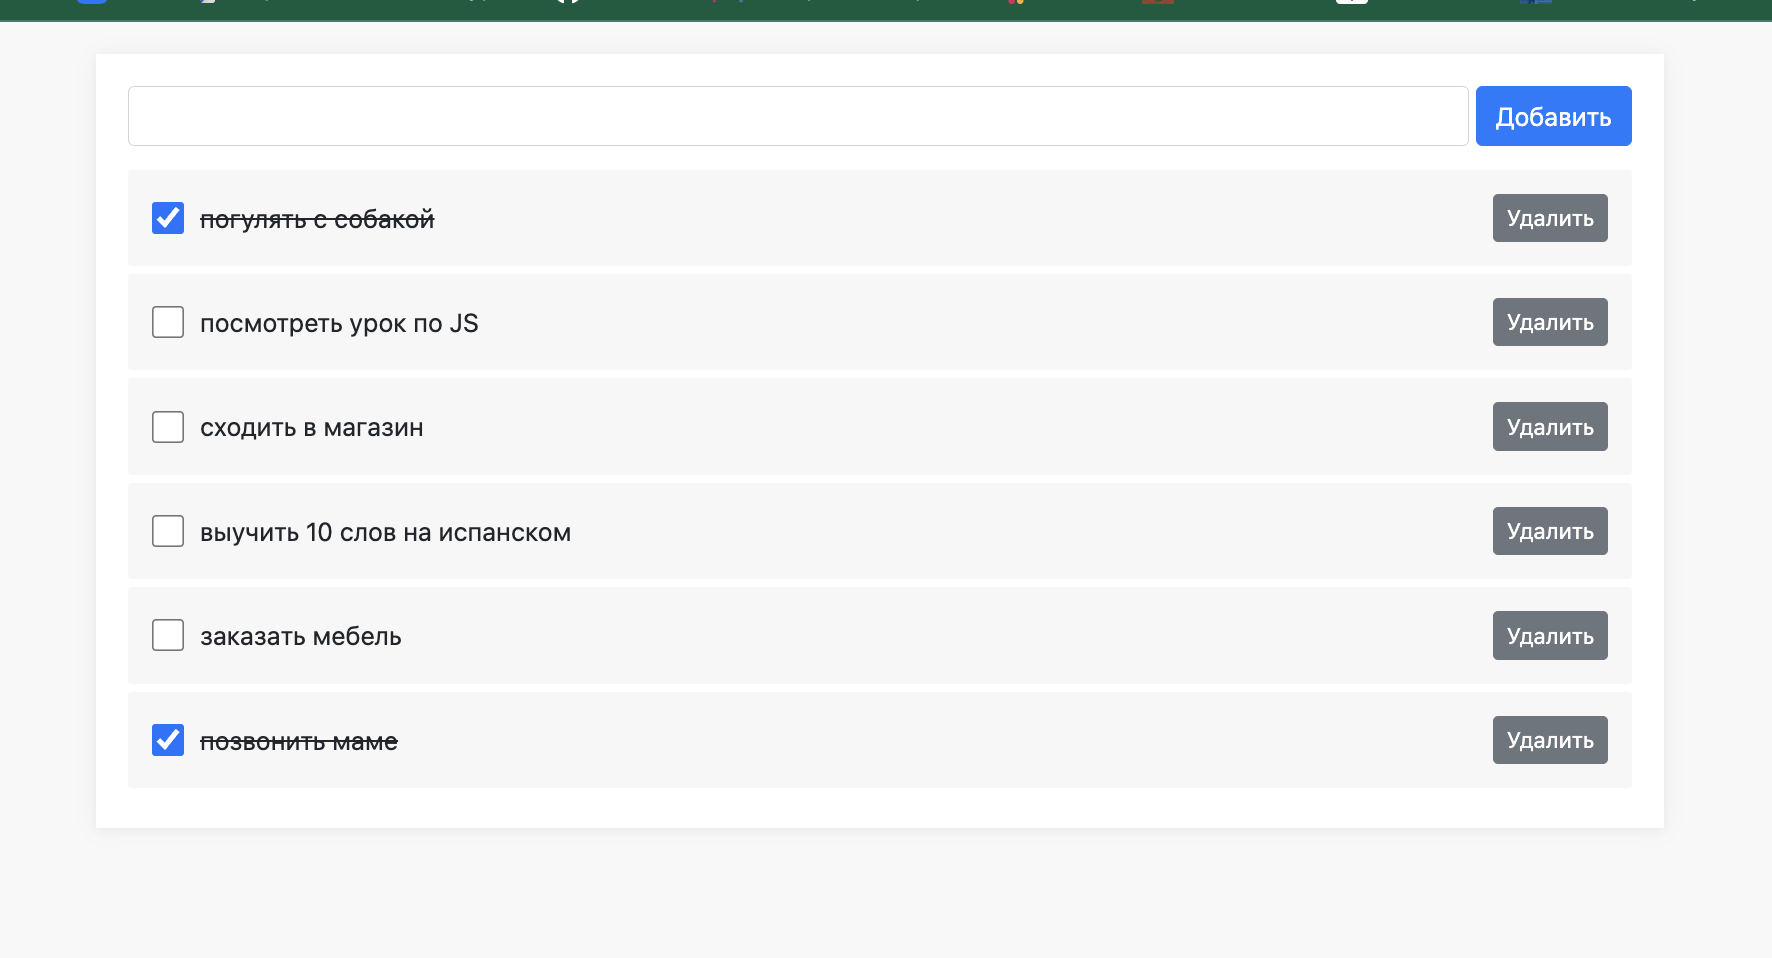 Добавить
погулять с собакой
Удалить
посмотреть урок по JS
Удалить
сходить в магазин
Удалить
выучить 10 слов на испанском
Удалить
заказать мебель
Удалить
позвонить маме
Удалить